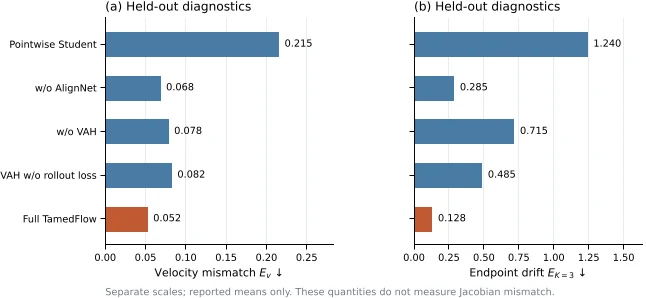 (a) Held-out diagnostics
Pointwise Student
0.215
w/o AlignNet
0.068
w/o VAH
0.078
VAH w/o rollout loss
0.082
Full TamedFlow
0.052
0.00 0.05 0.10 0.15 0.20 0.25
Velocity mismatch Eᵥ ↓
(b) Held-out diagnostics
1.240
0.285
0.715
0.485
0.128
0.00 0.25 0.50 0.75 1.00 1.25 1.50
Endpoint drift E_{K=3} ↓
Separate scales; reported means only. These quantities do not measure Jacobian mismatch.